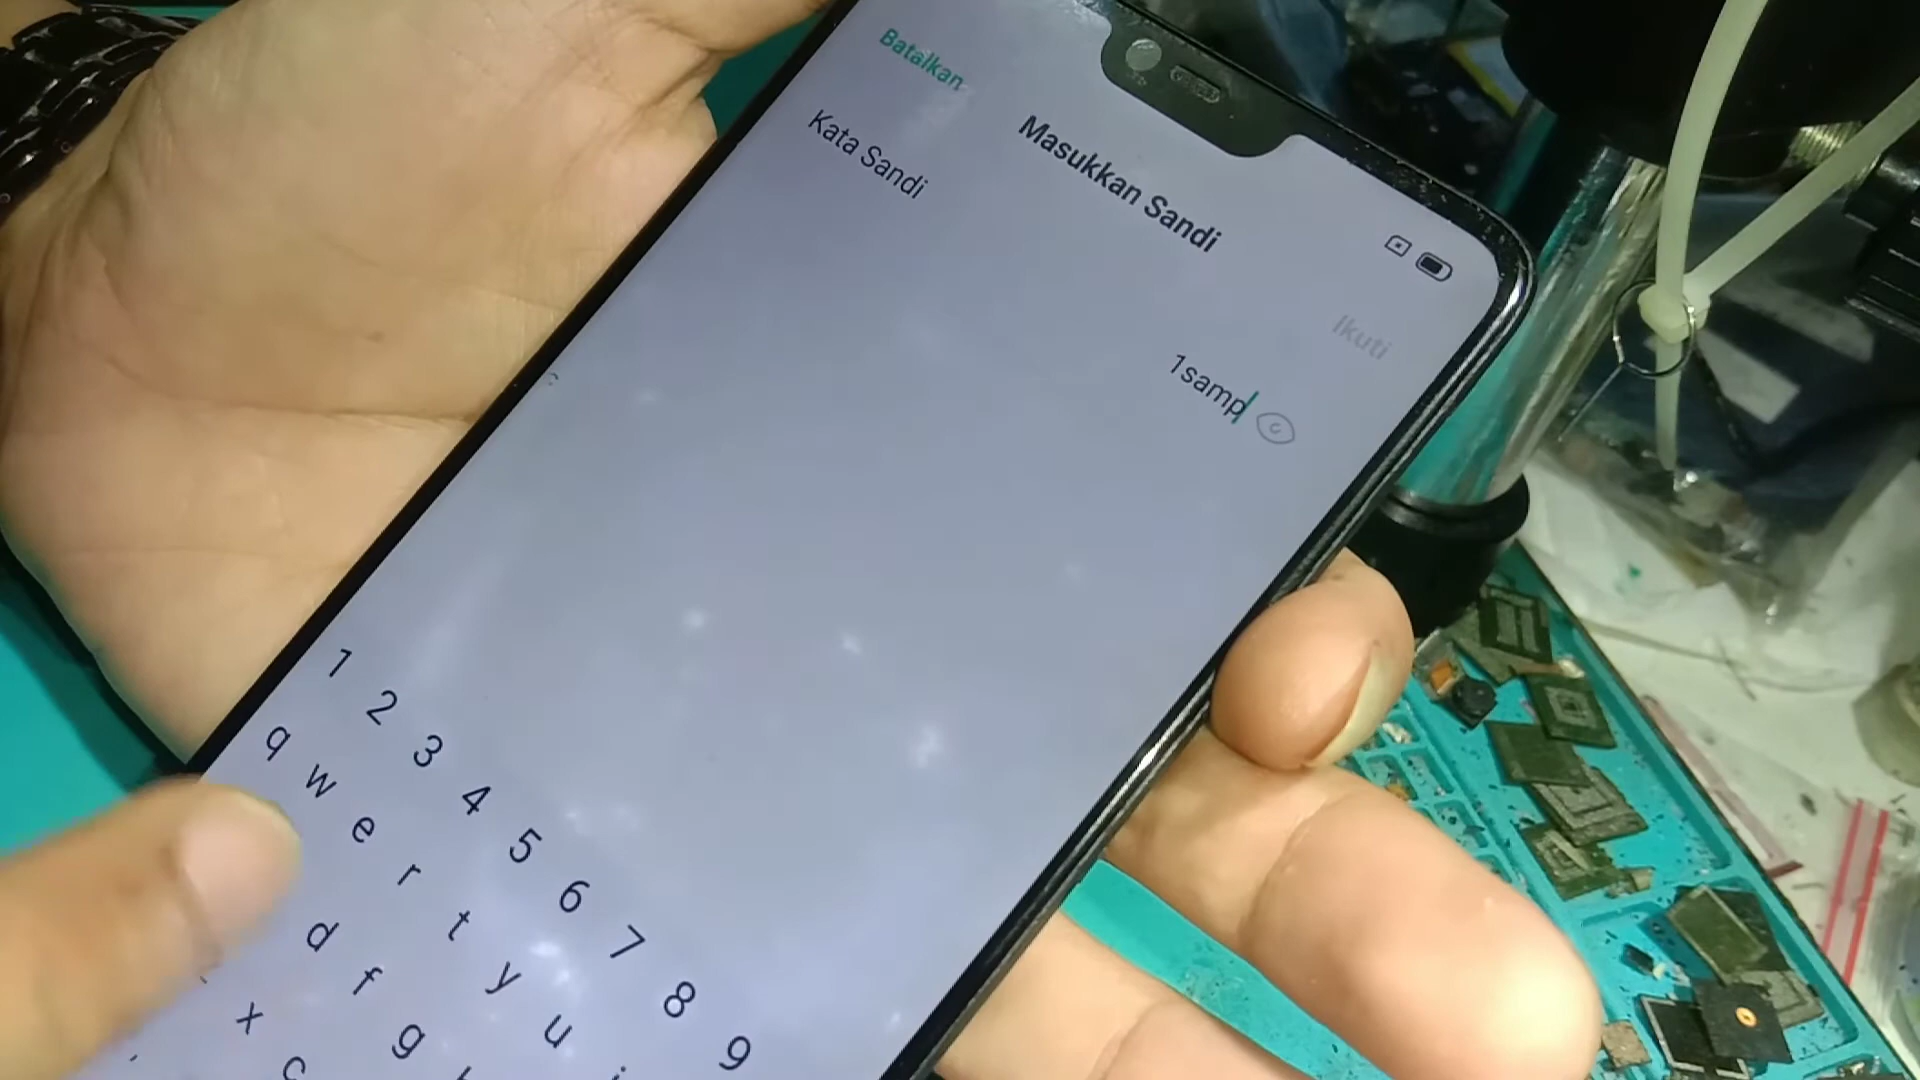 Batalkan
Masukkan Sandi
Ikuti
Kata Sandi
1samp
1 2 3 4 5 6 7 8 9
q w e r t y u
d f g
x c